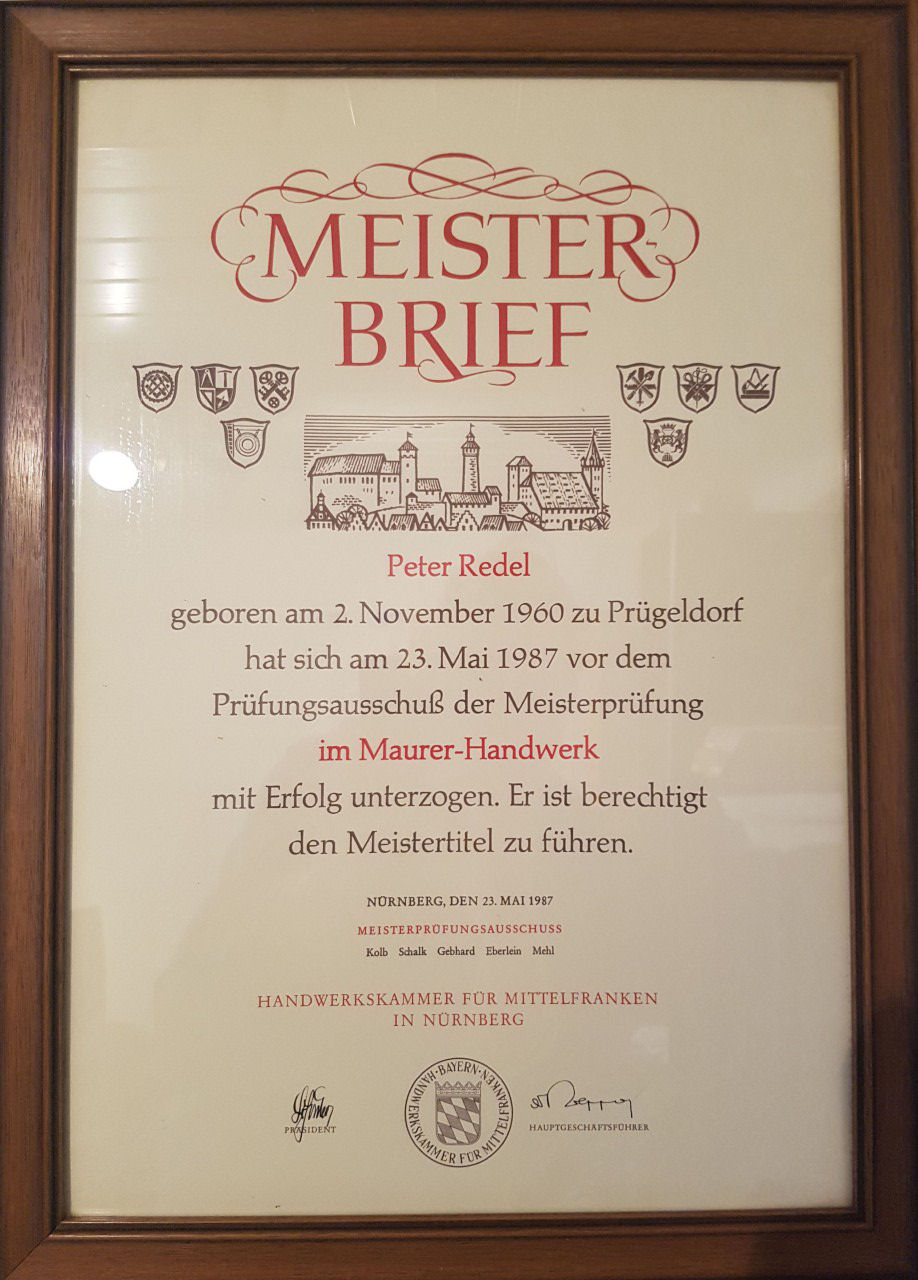 MEISTER-
BRIEF
Peter Redel
geboren am 2. November 1960 zu Prügeldorf
hat sich am 23. Mai 1987 vor dem
Prüfungsausschuß der Meisterprüfung
im Maurer-Handwerk
mit Erfolg unterzogen. Er ist berechtigt
den Meistertitel zu führen.
NÜRNBERG, DEN 23. MAI 1987
MEISTERPRÜFUNGSAUSSCHUSS
Kolb Schalk Gebhard Eberlein Mehl
HANDWERKSKAMMER FÜR MITTELFRANKEN
IN NÜRNBERG
PRÄSIDENT
·BAYERN·
HANDWERKSKAMMER FÜR MITTELFRANKEN
HAUPTGESCHÄFTSFÜHRER